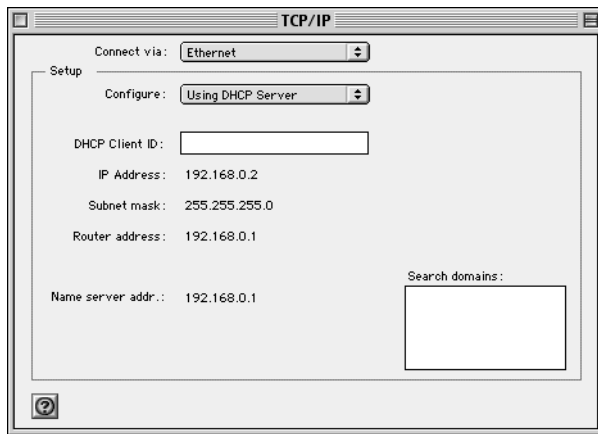 TCP/IP
Connect via: Ethernet
Setup
Configure: Using DHCP Server
DHCP Client ID:
IP Address: 192.168.0.2
Subnet mask: 255.255.255.0
Router address: 192.168.0.1
Search domains:
Name server addr.: 192.168.0.1
?